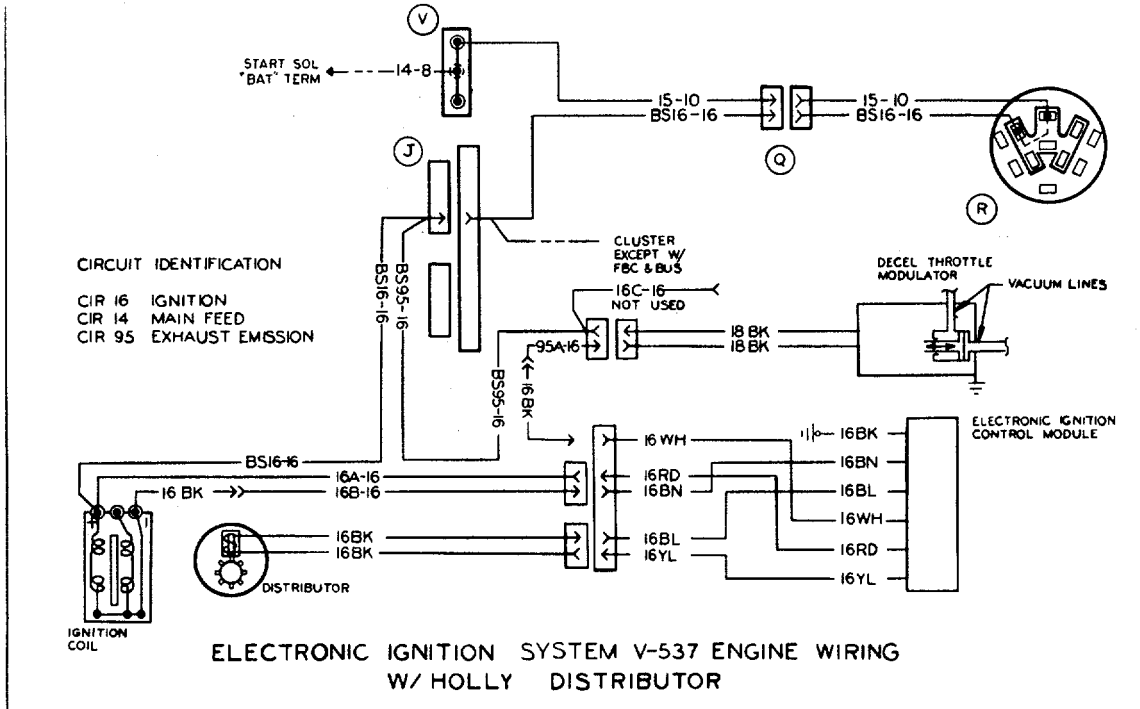 V
START SOL
"BAT" TERM
14-8
15-10
BS16-16
15-10
BS16-16
Q
R
J
CLUSTER
EXCEPT W/
FBC & BUS
CIRCUIT IDENTIFICATION
CIR 16 IGNITION
CIR 14 MAIN FEED
CIR 95 EXHAUST EMISSION
BS16-16
BS95-16
16C-16
NOT USED
DECEL THROTTLE
MODULATOR
VACUUM LINES
95A-16
18 BK
18 BK
16BK
BS95-16
ELECTRONIC IGNITION
CONTROL MODULE
16WH
16BK
BS16-16
16A-16
16RD
16BN
16 BK
16B-16
16BN
16BL
+
-
16WH
16BK
16BL
16BK
16YL
16RD
16YL
DISTRIBUTOR
IGNITION
COIL
ELECTRONIC IGNITION SYSTEM V-537 ENGINE WIRING
W/ HOLLY DISTRIBUTOR